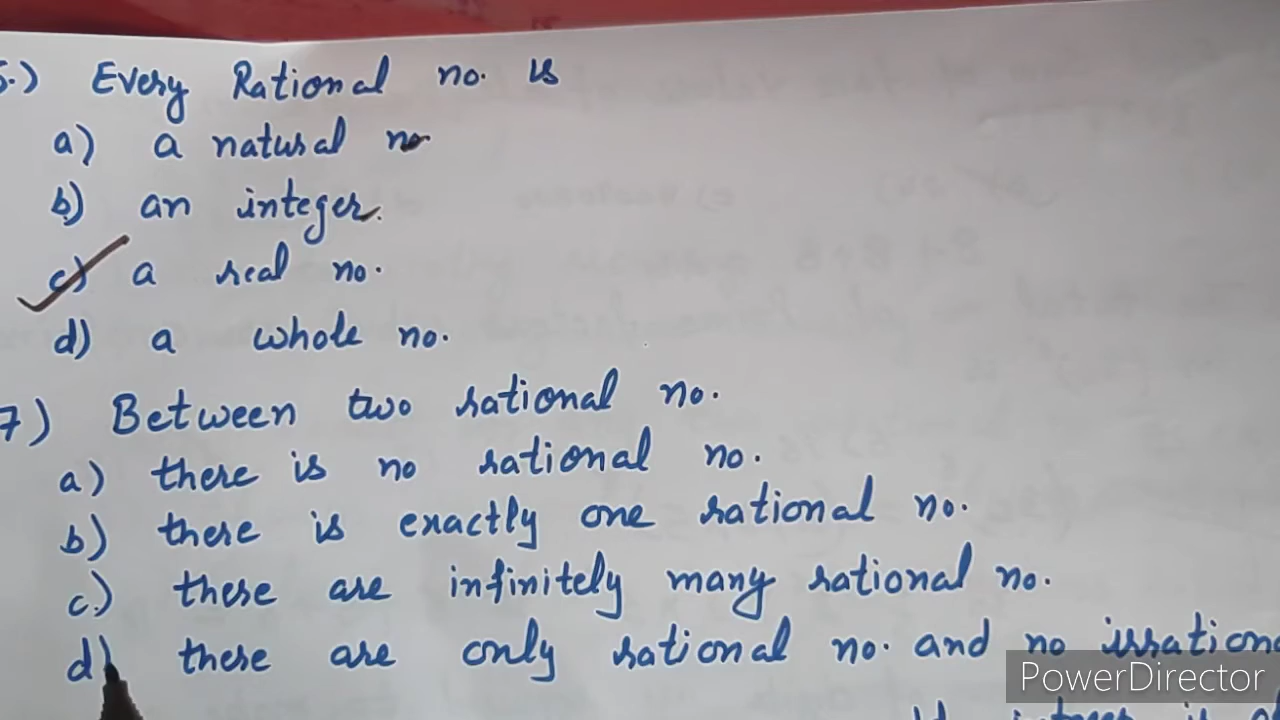 .) Every Rational no. is
a) a natural no
b) an integer.
c) a real no.
d) a whole no.
7) Between two rational no.
a) there is no rational no.
b) there is exactly one rational no.
c.) there are infinitely many rational no.
d) there are only rational no. and no irration
PowerDirector